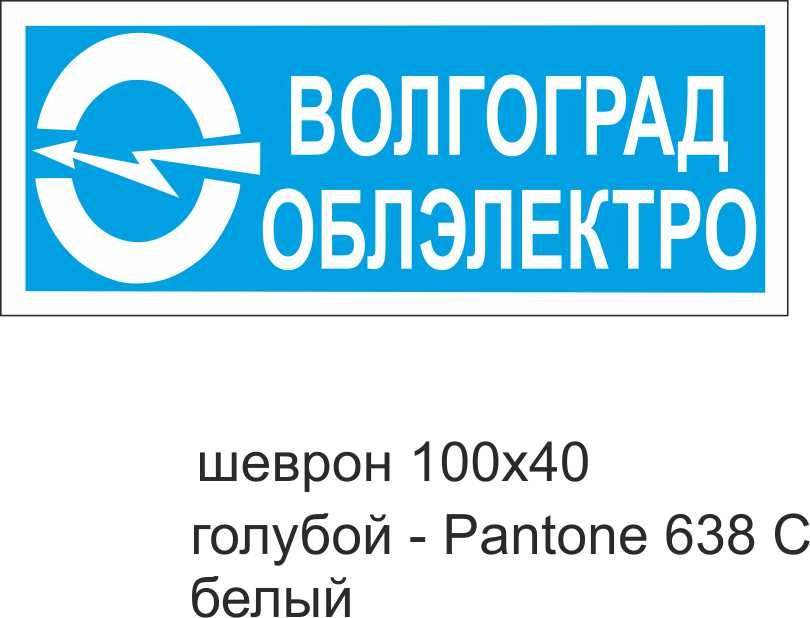 ВОЛГОГРАД
ОБЛЭЛЕКТРО
шеврон 100х40
голубой - Pantone 638 C
белый